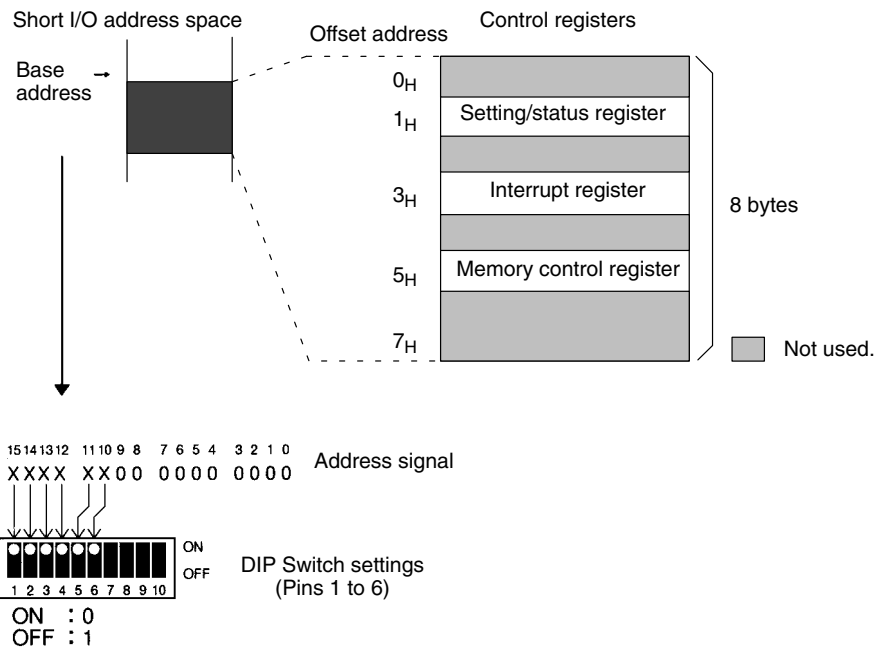 Short I/O address space
Offset address
Control registers
Base
address
0H
1H
Setting/status register
3H
Interrupt register
5H
Memory control register
7H
8 bytes
Not used.
15 14 13 12 11 10 9 8 7 6 5 4 3 2 1 0
X X X X X X 0 0 0 0 0 0 0 0 0 0
Address signal
ON
OFF
1 2 3 4 5 6 7 8 9 10
DIP Switch settings
(Pins 1 to 6)
ON : 0
OFF : 1